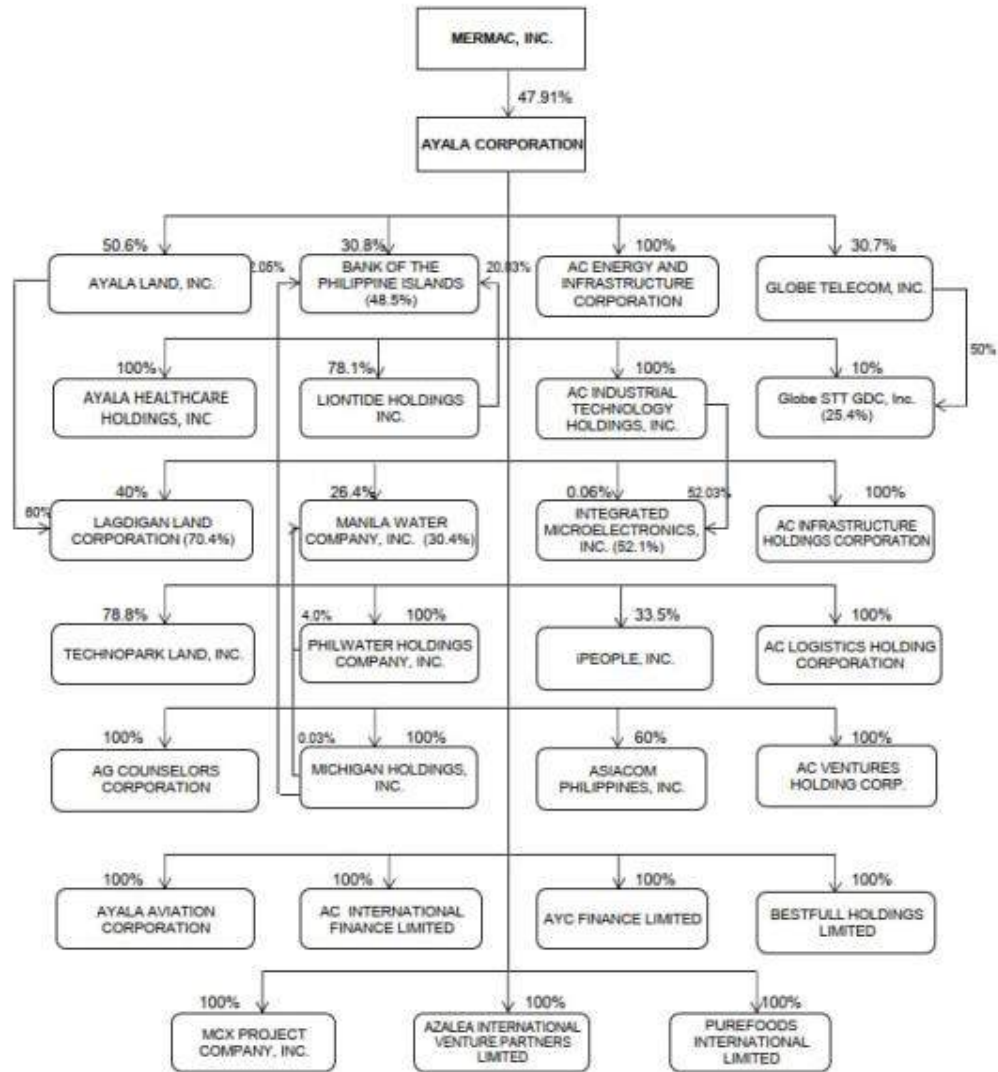 MERMAC, INC.
47.91%
AYALA CORPORATION
50.6%
30.8%
100%
30.7%
AYALA LAND, INC.
2.05%
BANK OF THE
PHILIPPINE ISLANDS
(48.5%)
20.03%
AC ENERGY AND
INFRASTRUCTURE
CORPORATION
GLOBE TELECOM, INC.
50%
100%
78.1%
100%
10%
AYALA HEALTHCARE
HOLDINGS, INC
LIONTIDE HOLDINGS
INC.
AC INDUSTRIAL
TECHNOLOGY
HOLDINGS, INC.
Globe STT GDC, Inc.
(25.4%)
40%
26.4%
0.06%
52.03%
100%
60%
LAGDIGAN LAND
CORPORATION (70.4%)
MANILA WATER
COMPANY, INC. (30.4%)
INTEGRATED
MICROELECTRONICS,
INC. (52.1%)
AC INFRASTRUCTURE
HOLDINGS CORPORATION
78.8%
4.0%
100%
33.5%
100%
TECHNOPARK LAND, INC.
PHILWATER HOLDINGS
COMPANY, INC.
iPEOPLE, INC.
AC LOGISTICS HOLDING
CORPORATION
100%
0.03%
100%
60%
100%
AG COUNSELORS
CORPORATION
MICHIGAN HOLDINGS,
INC.
ASIACOM
PHILIPPINES, INC.
AC VENTURES
HOLDING CORP.
100%
100%
100%
100%
AYALA AVIATION
CORPORATION
AC INTERNATIONAL
FINANCE LIMITED
AYC FINANCE LIMITED
BESTFULL HOLDINGS
LIMITED
100%
100%
100%
MCX PROJECT
COMPANY, INC.
AZALEA INTERNATIONAL
VENTURE PARTNERS
LIMITED
PUREFOODS
INTERNATIONAL
LIMITED